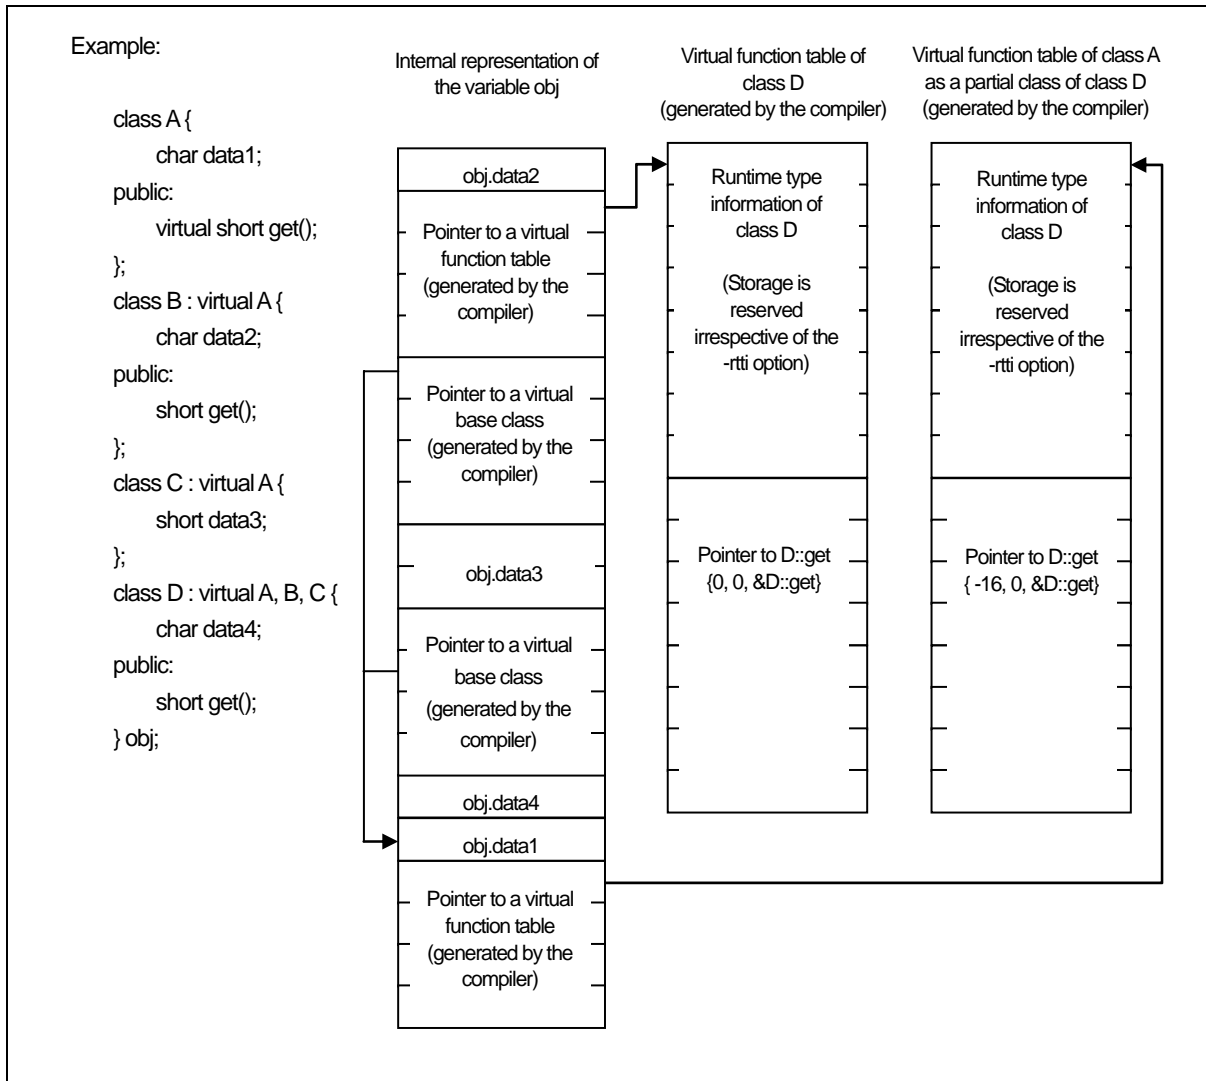 Example:
class A {
char data1;
public:
virtual short get();
};
class B : virtual A {
char data2;
public:
short get();
};
class C : virtual A {
short data3;
};
class D : virtual A, B, C {
char data4;
public:
short get();
} obj;
Internal representation of
the variable obj
obj.data2
Pointer to a virtual
function table
(generated by the
compiler)
Pointer to a virtual
base class
(generated by the
compiler)
obj.data3
Pointer to a virtual
base class
(generated by the
compiler)
obj.data4
obj.data1
Pointer to a virtual
function table
(generated by the
compiler)
Virtual function table of
class D
(generated by the compiler)
Runtime type
information of
class D
(Storage is
reserved
irrespective of the
-rtti option)
Pointer to D::get
{0, 0, &D::get}
Virtual function table of class A
as a partial class of class D
(generated by the compiler)
Runtime type
information of
class D
(Storage is
reserved
irrespective of the
-rtti option)
Pointer to D::get
{ -16, 0, &D::get}